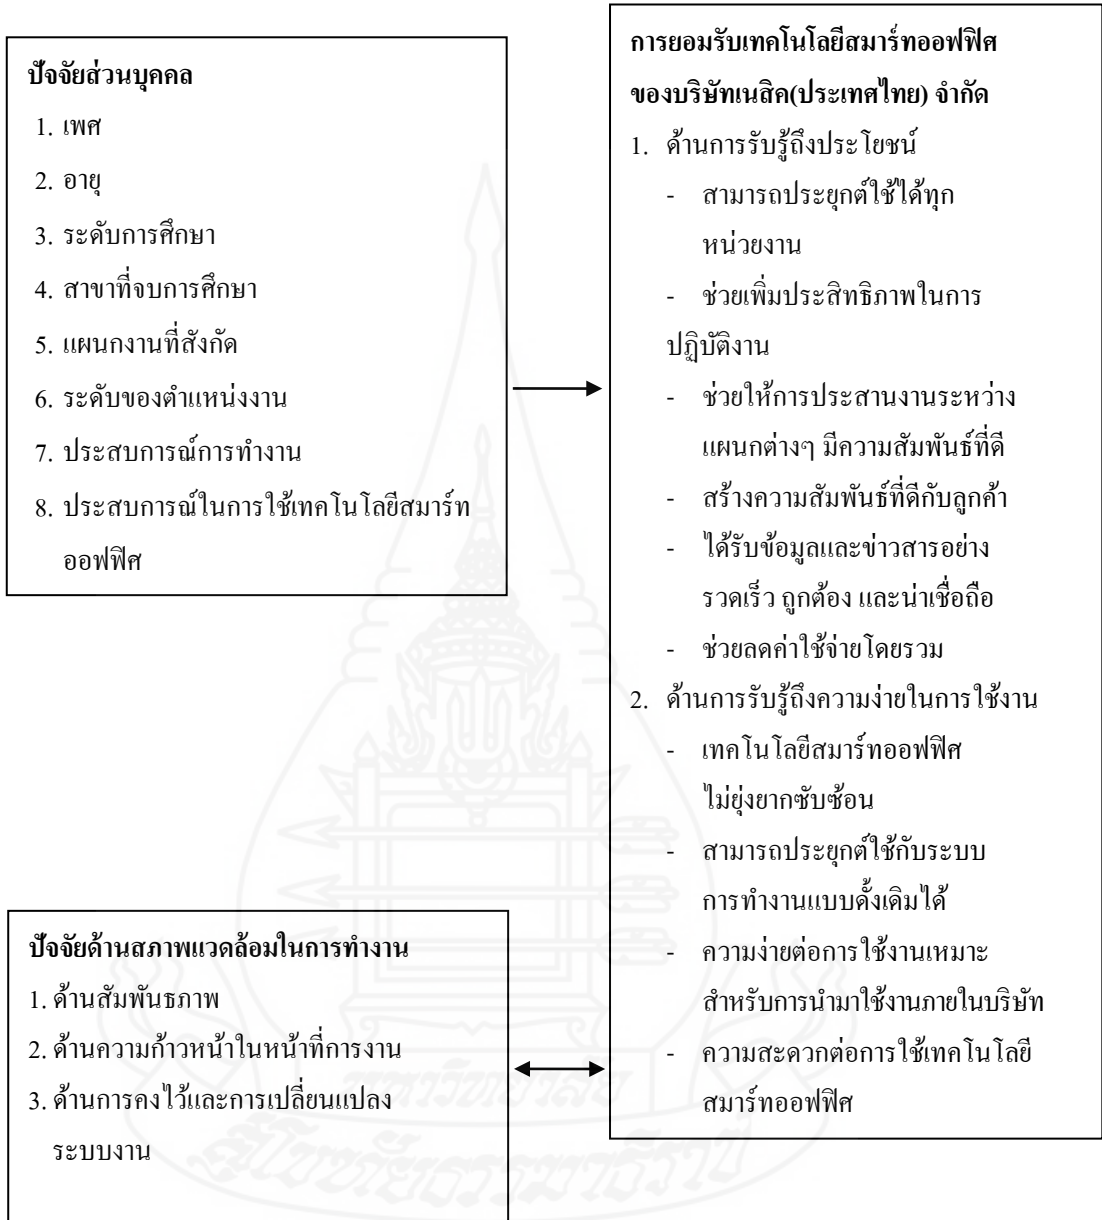 ปัจจัยส่วนบุคคล
1. เพศ
2. อายุ
3. ระดับการศึกษา
4. สาขาที่จบการศึกษา
5. แผนกงานที่สังกัด
6. ระดับของตำแหน่งงาน
7. ประสบการณ์การทำงาน
8. ประสบการณ์ในการใช้เทคโนโลยีสมาร์ท
ออฟฟิศ
การยอมรับเทคโนโลยีสมาร์ทออฟฟิศ
ของบริษัทเนสิค(ประเทศไทย) จำกัด
1. ด้านการรับรู้ถึงประโยชน์
- สามารถประยุกต์ใช้ได้ทุก
หน่วยงาน
- ช่วยเพิ่มประสิทธิภาพในการ
ปฏิบัติงาน
- ช่วยให้การประสานงานระหว่าง
แผนกต่างๆ มีความสัมพันธ์ที่ดี
- สร้างความสัมพันธ์ที่ดีกับลูกค้า
- ได้รับข้อมูลและข่าวสารอย่าง
รวดเร็ว ถูกต้อง และน่าเชื่อถือ
- ช่วยลดค่าใช้จ่ายโดยรวม
2. ด้านการรับรู้ถึงความง่ายในการใช้งาน
- เทคโนโลยีสมาร์ทออฟฟิศ
ไม่ยุ่งยากซับซ้อน
- สามารถประยุกต์ใช้กับระบบ
การทำงานแบบดั้งเดิมได้
- ความง่ายต่อการใช้งานเหมาะ
สำหรับการนำมาใช้งานภายในบริษัท
- ความสะดวกต่อการใช้เทคโนโลยี
สมาร์ทออฟฟิศ
ปัจจัยด้านสภาพแวดล้อมในการทำงาน
1. ด้านสัมพันธภาพ
2. ด้านความก้าวหน้าในหน้าที่การงาน
3. ด้านการคงไว้และการเปลี่ยนแปลง
ระบบงาน
มหาวิทยาลัย
สุโขทัยธรรมาธิราช